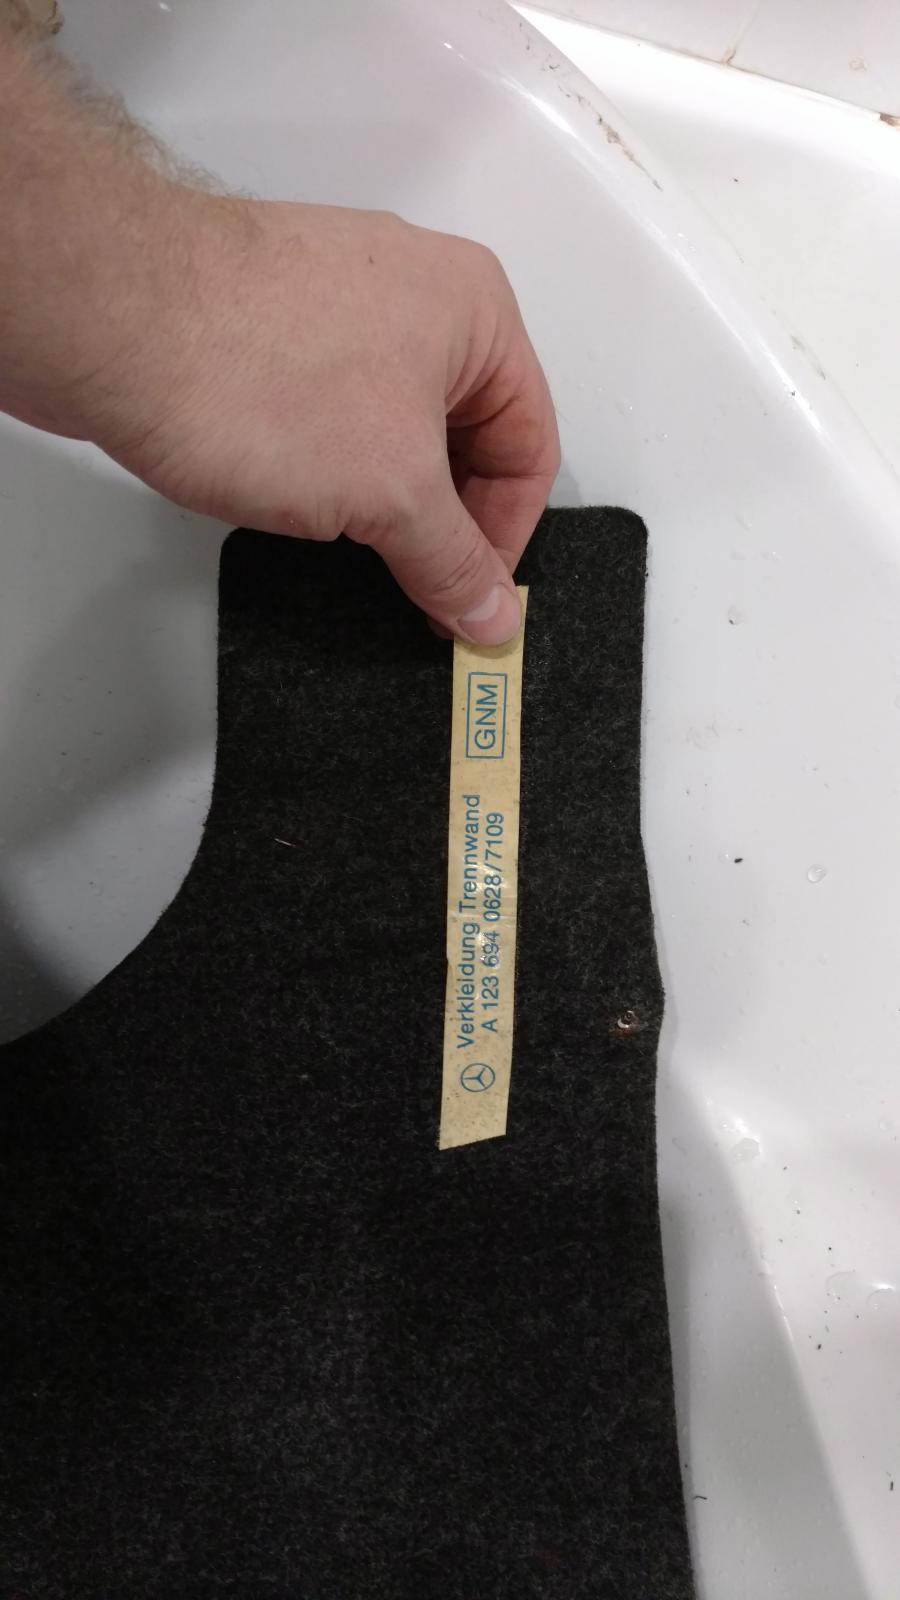 GNM
Verkleidung Trennwand
A 123 694 0628/7109